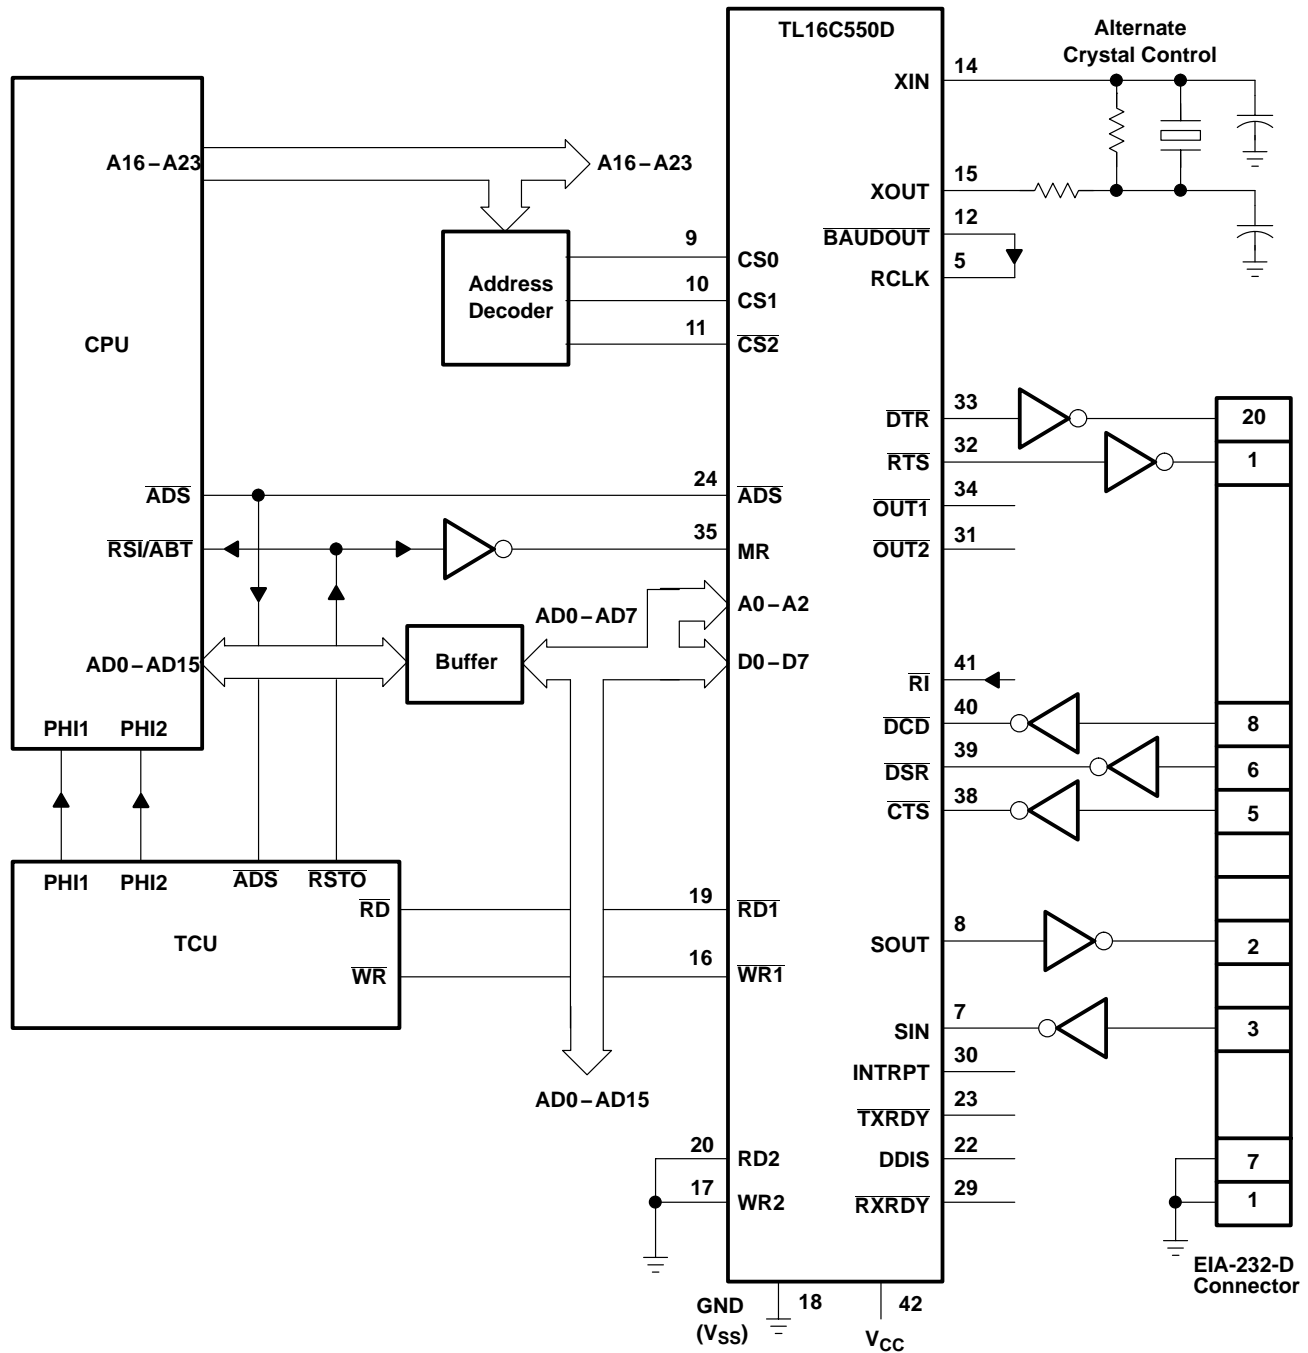 TL16C550D
Alternate
Crystal Control
XIN
14
A16–A23
A16–A23
XOUT
15
BAUDOUT
12
RCLK
5
Address
Decoder
9
CS0
10
CS1
11
CS2
CPU
DTR
33
20
RTS
32
1
ADS
24
ADS
OUT1
34
RSI/ABT
35
MR
OUT2
31
AD0–AD7
A0–A2
AD0–AD15
Buffer
D0–D7
RI
41
PHI1
PHI2
DCD
40
8
DSR
39
6
CTS
38
5
PHI1
PHI2
ADS
RSTO
RD
19
RD1
TCU
SOUT
8
2
WR
16
WR1
SIN
7
3
INTRPT
30
AD0–AD15
TXRDY
23
20
RD2
DDIS
22
7
17
WR2
RXRDY
29
1
EIA-232-D
Connector
GND
(VSS)
18
42
VCC